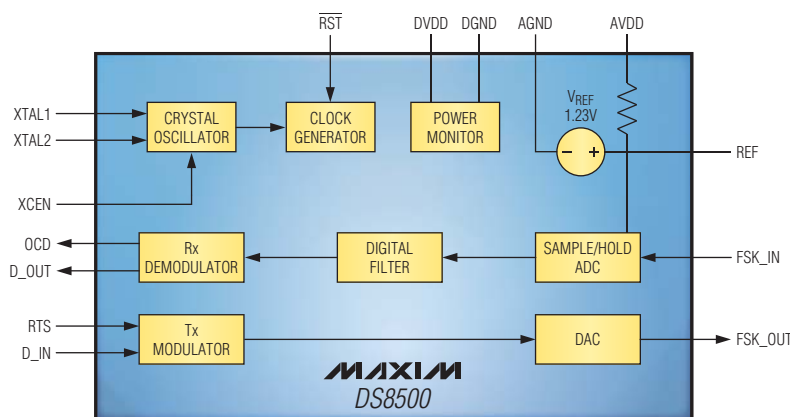 RST DVDD DGND AGND AVDD
XTAL1
XTAL2
CRYSTAL
OSCILLATOR
CLOCK
GENERATOR
POWER
MONITOR
VREF
1.23V
- +
REF
XCEN
OCD
D_OUT
Rx
DEMODULATOR
DIGITAL
FILTER
SAMPLE/HOLD
ADC
FSK_IN
RTS
D_IN
Tx
MODULATOR
DAC
FSK_OUT
MAXIM
DS8500